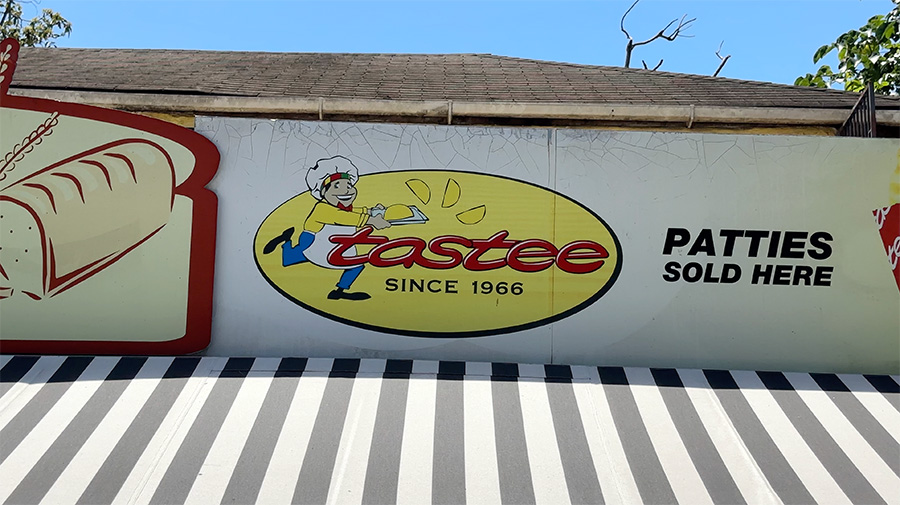 tastee
SINCE 1966
PATTIES
SOLD HERE